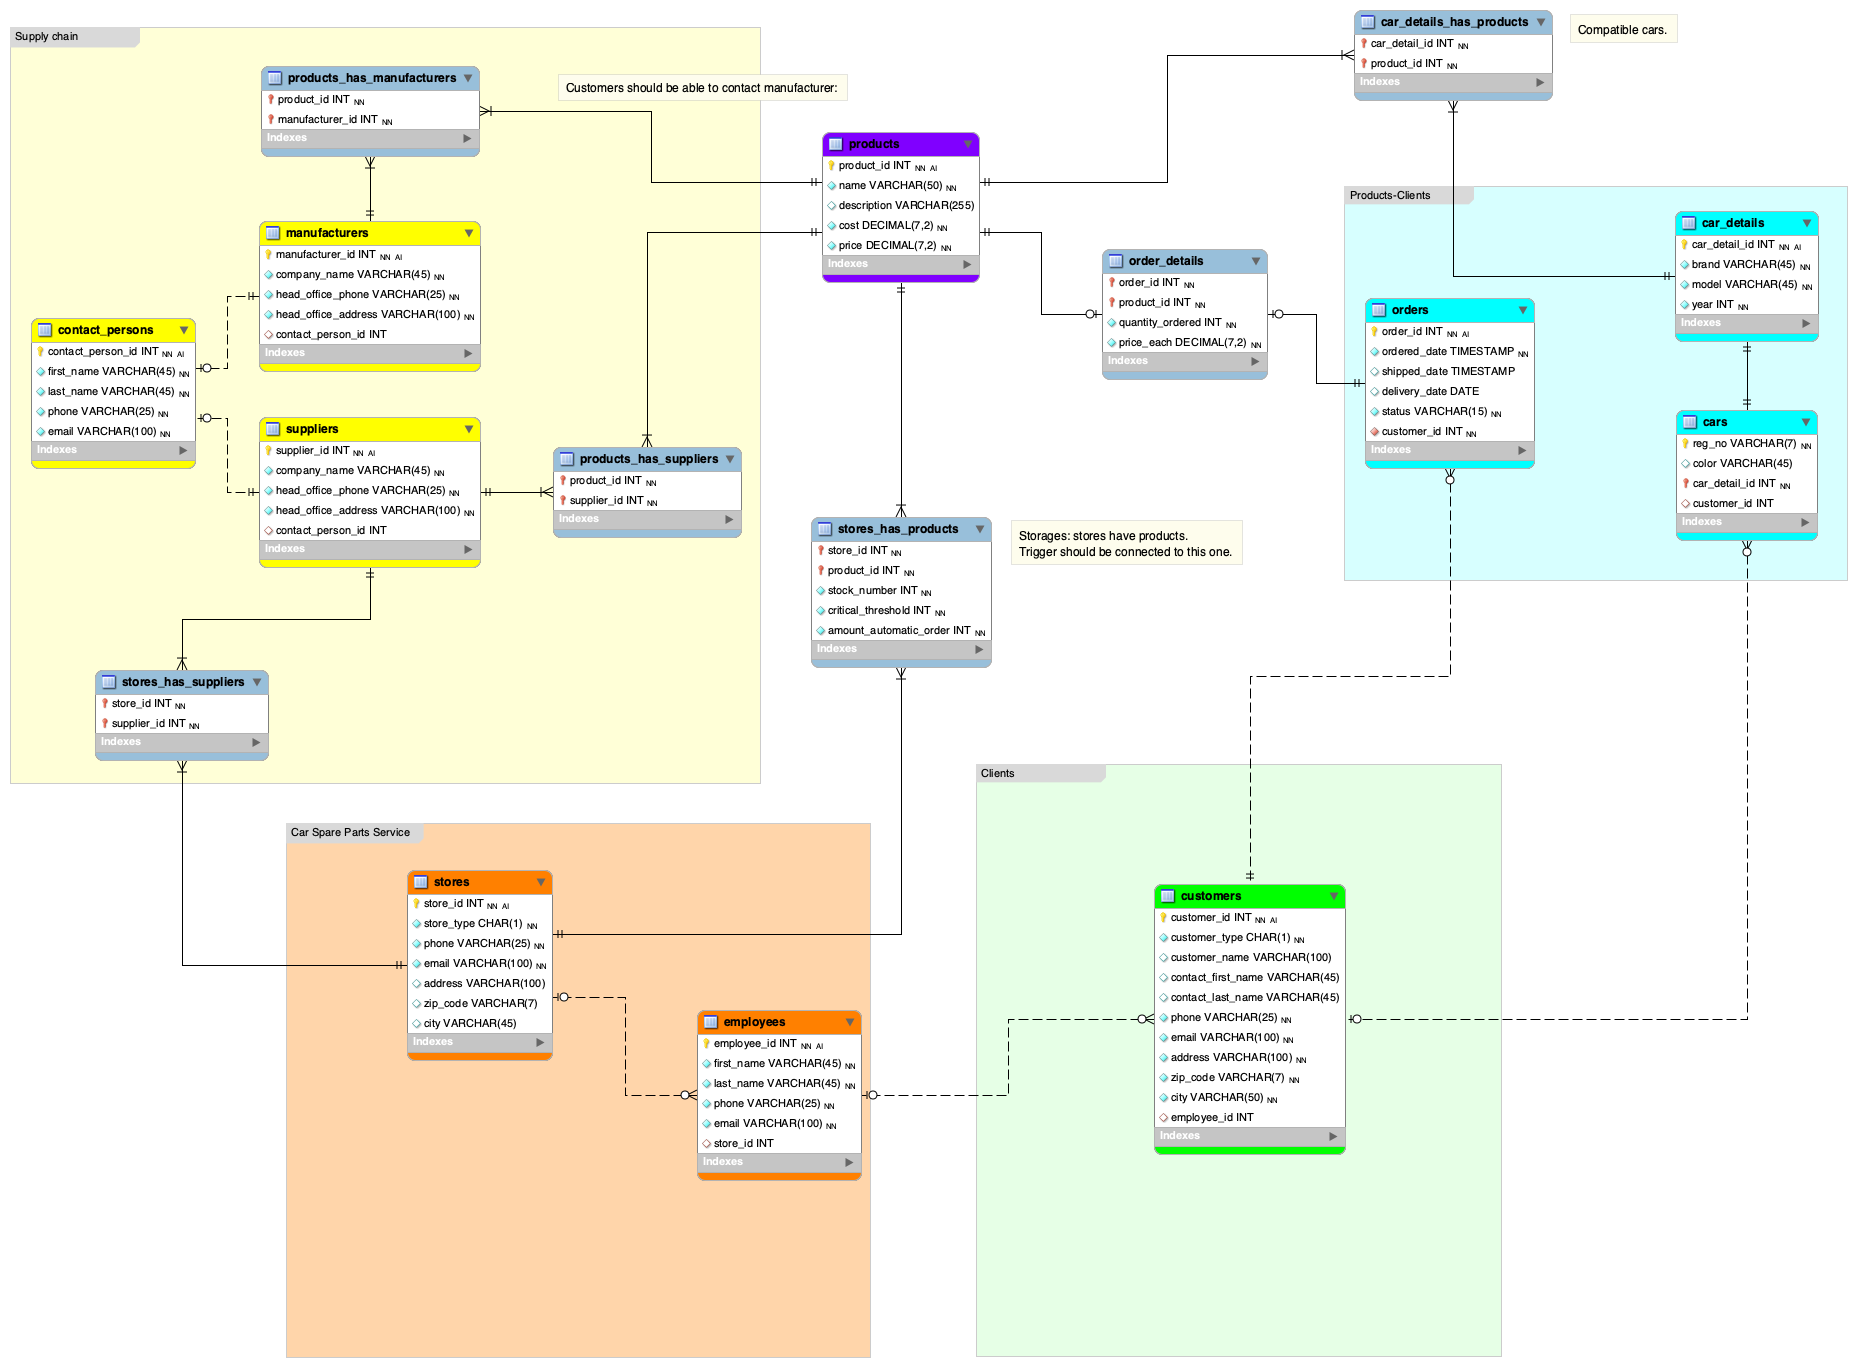 Supply chain
products_has_manufacturers
product_id INT NN
manufacturer_id INT NN
Indexes
Customers should be able to contact manufacturer:
manufacturers
manufacturer_id INT NN AI
company_name VARCHAR(45) NN
head_office_phone VARCHAR(25) NN
head_office_address VARCHAR(100) NN
contact_person_id INT
Indexes
contact_persons
contact_person_id INT NN AI
first_name VARCHAR(45) NN
last_name VARCHAR(45) NN
phone VARCHAR(25) NN
email VARCHAR(100) NN
Indexes
suppliers
supplier_id INT NN AI
company_name VARCHAR(45) NN
head_office_phone VARCHAR(25) NN
head_office_address VARCHAR(100) NN
contact_person_id INT
Indexes
products_has_suppliers
product_id INT NN
supplier_id INT NN
Indexes
stores_has_suppliers
store_id INT NN
supplier_id INT NN
Indexes
products
product_id INT NN AI
name VARCHAR(50) NN
description VARCHAR(255)
cost DECIMAL(7,2) NN
price DECIMAL(7,2) NN
Indexes
car_details_has_products
car_detail_id INT NN
product_id INT NN
Indexes
Compatible cars.
order_details
order_id INT NN
product_id INT NN
quantity_ordered INT NN
price_each DECIMAL(7,2) NN
Indexes
Products-Clients
car_details
car_detail_id INT NN AI
brand VARCHAR(45) NN
model VARCHAR(45) NN
year INT NN
Indexes
orders
order_id INT NN AI
ordered_date TIMESTAMP NN
shipped_date TIMESTAMP
delivery_date DATE
status VARCHAR(15) NN
customer_id INT NN
Indexes
cars
reg_no VARCHAR(7) NN
color VARCHAR(45)
car_detail_id INT NN
customer_id INT
Indexes
stores_has_products
store_id INT NN
product_id INT NN
stock_number INT NN
critical_threshold INT NN
amount_automatic_order INT NN
Indexes
Storages: stores have products.
Trigger should be connected to this one.
Car Spare Parts Service
stores
store_id INT NN AI
store_type CHAR(1) NN
phone VARCHAR(25) NN
email VARCHAR(100) NN
address VARCHAR(100)
zip_code VARCHAR(7)
city VARCHAR(45)
Indexes
employees
employee_id INT NN AI
first_name VARCHAR(45) NN
last_name VARCHAR(45) NN
phone VARCHAR(25) NN
email VARCHAR(100) NN
store_id INT
Indexes
Clients
customers
customer_id INT NN AI
customer_type CHAR(1) NN
customer_name VARCHAR(100)
contact_first_name VARCHAR(45)
contact_last_name VARCHAR(45)
phone VARCHAR(25) NN
email VARCHAR(100) NN
address VARCHAR(100) NN
zip_code VARCHAR(7) NN
city VARCHAR(50) NN
employee_id INT
Indexes